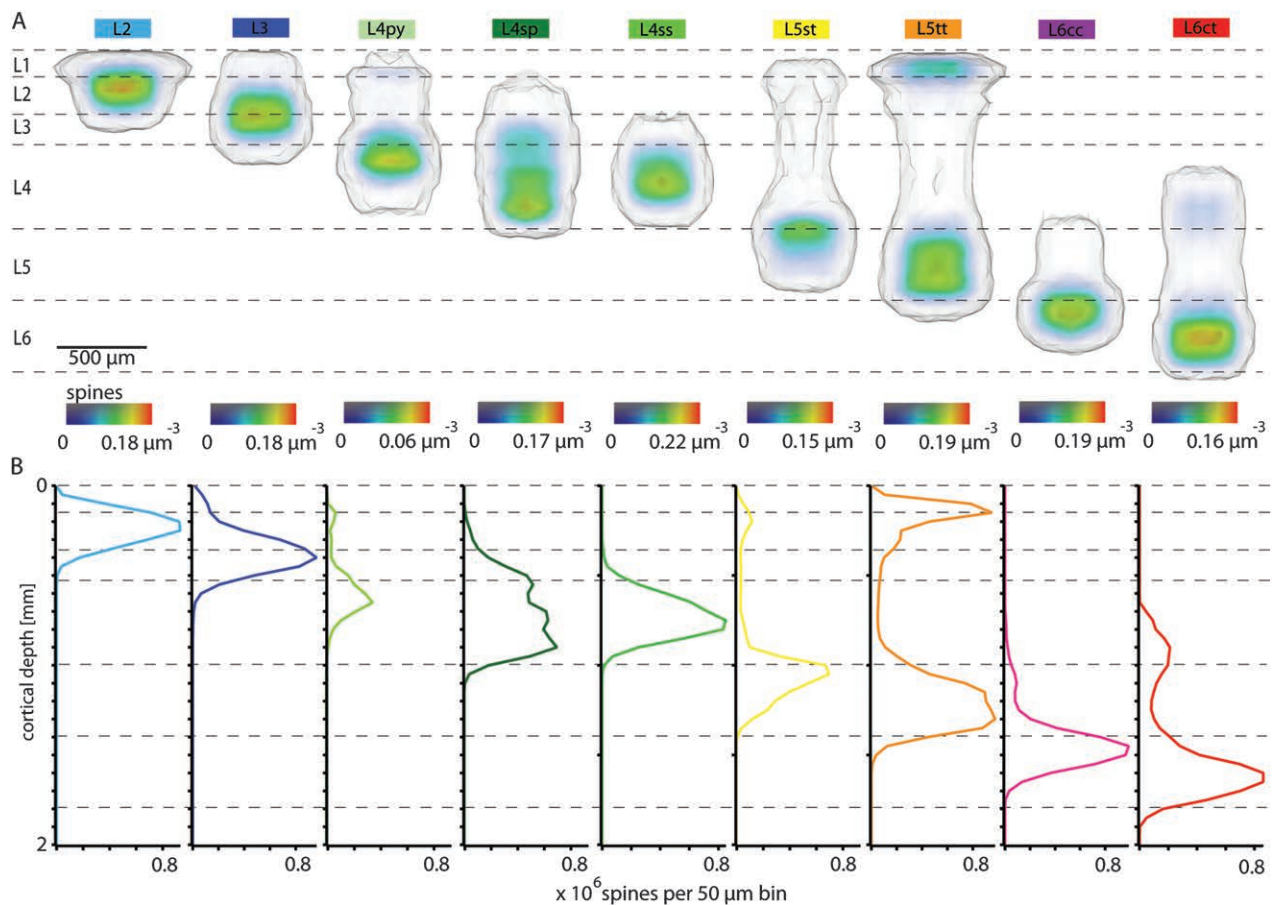 A
L2 L3 L4py L4sp L4ss L5st L5tt L6cc L6ct
L1
L2
L3
L4
L5
L6
500 µm
spines
0 0.18 µm-3 0 0.18 µm-3 0 0.06 µm-3 0 0.17 µm-3 0 0.22 µm-3 0 0.15 µm-3 0 0.19 µm-3 0 0.19 µm-3 0 0.16 µm-3
B
0
cortical depth [mm]
2
0.8 0.8 0.8 0.8 0.8 0.8 0.8 0.8 0.8
x 10^6 spines per 50 µm bin